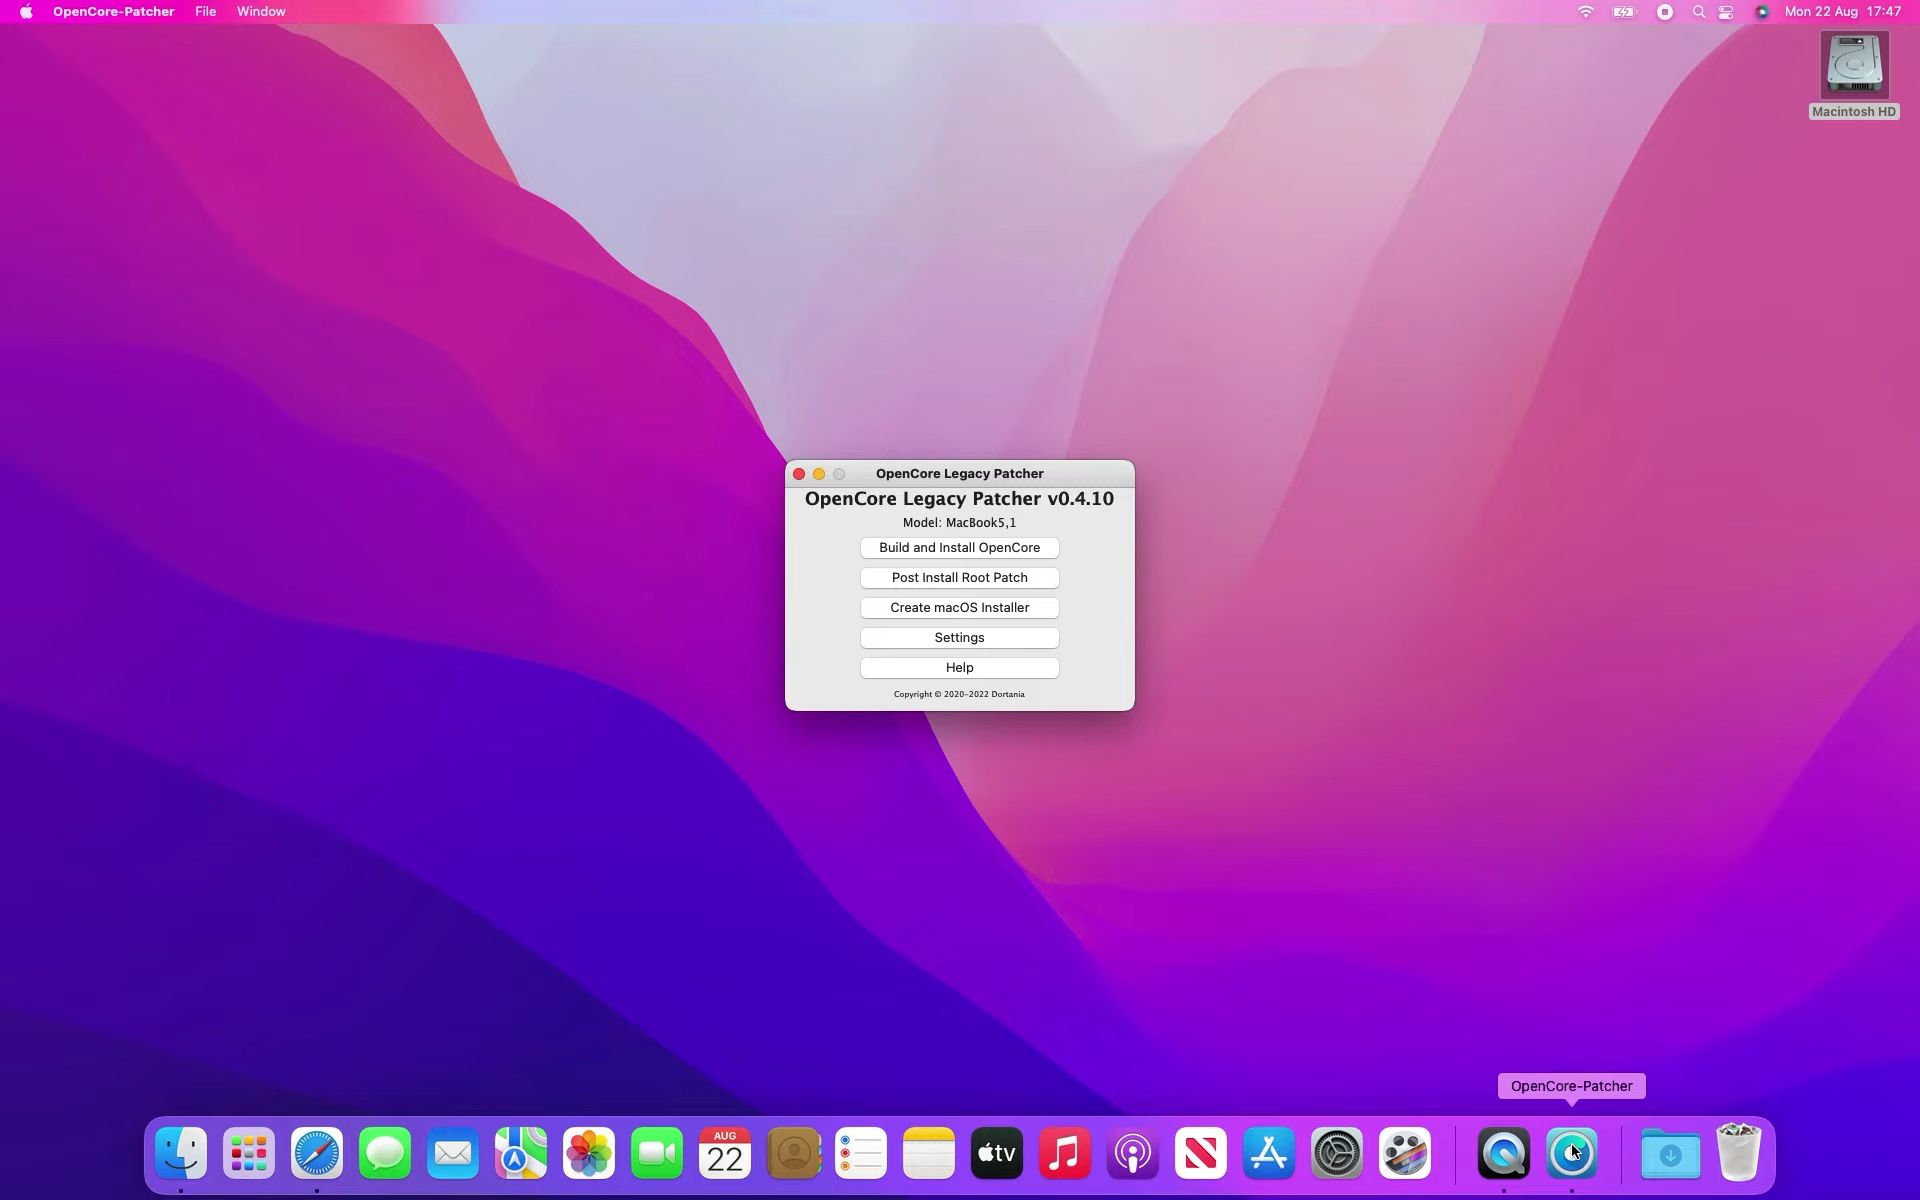 OpenCore-Patcher File Window
Mon 22 Aug 17:47
Macintosh HD
OpenCore Legacy Patcher
OpenCore Legacy Patcher v0.4.10
Model: MacBook5,1
Build and Install OpenCore
Post Install Root Patch
Create macOS Installer
Settings
Help
Copyright © 2020-2022 Dortania
OpenCore-Patcher
AUG
22
tv